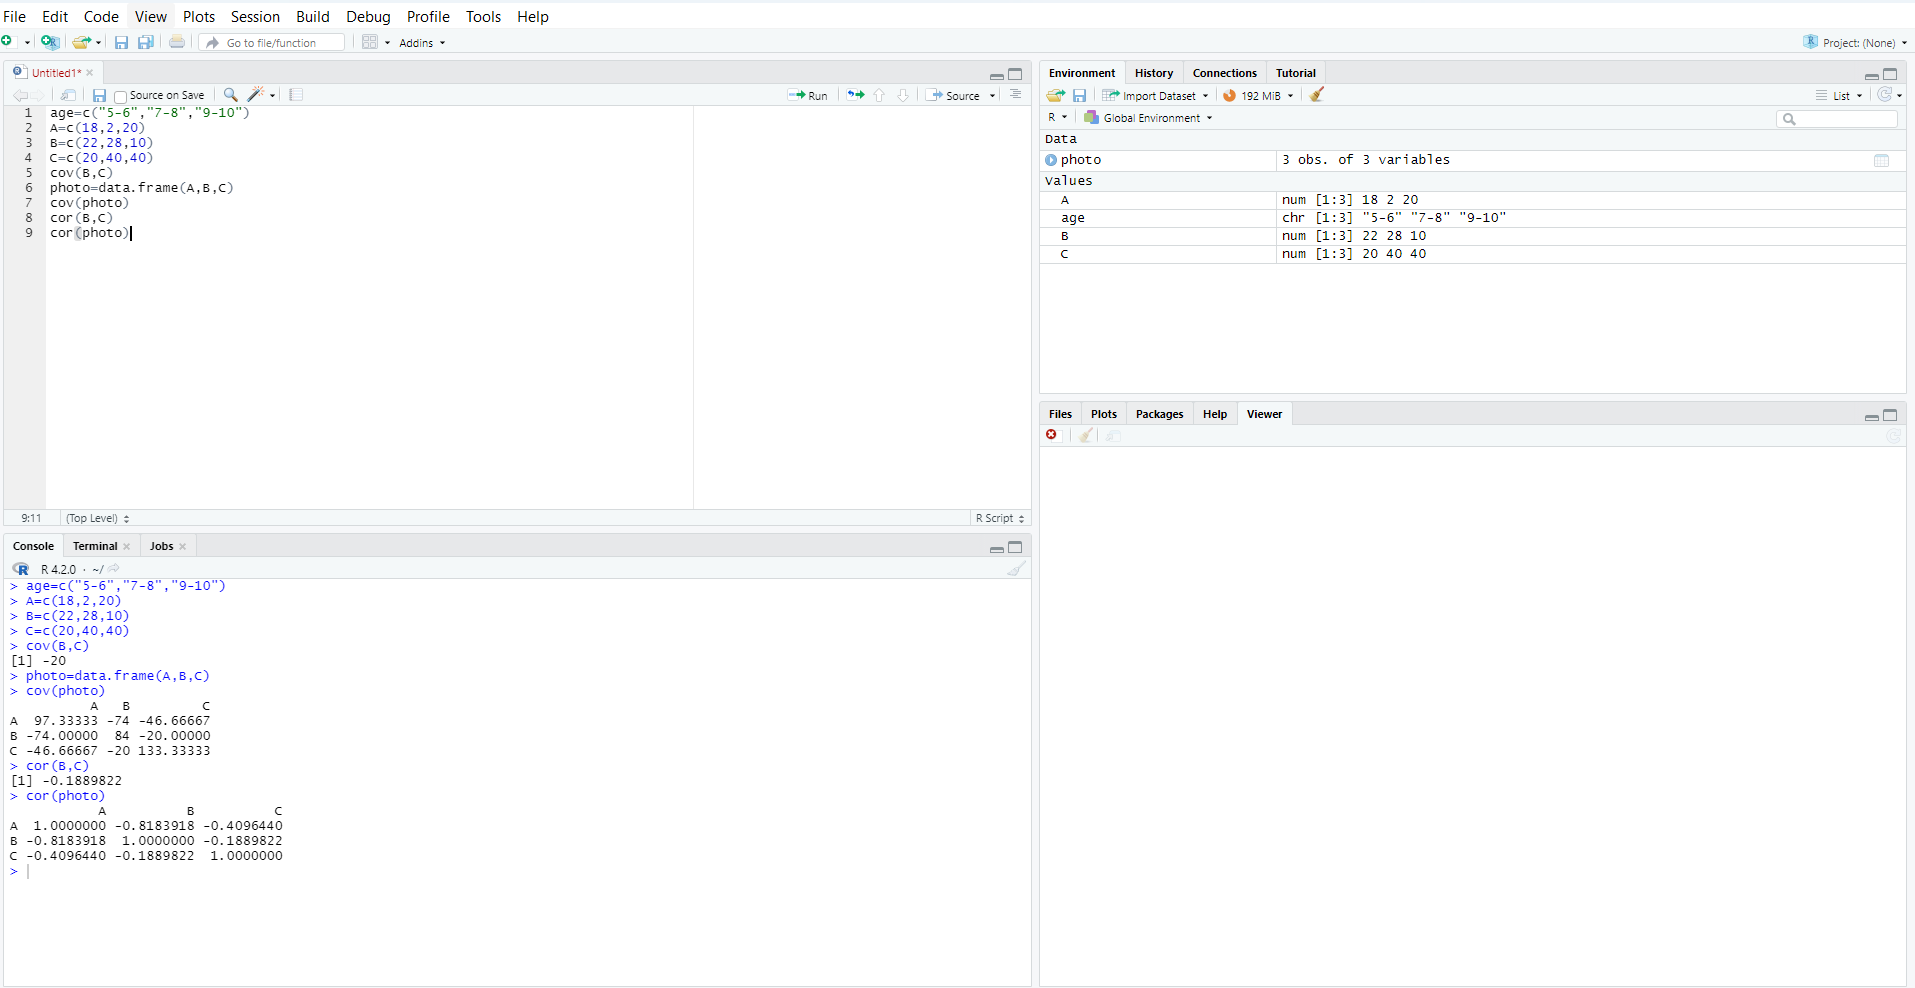 File Edit Code View Plots Session Build Debug Profile Tools Help
Go to file/function Addins Project: (None)
Untitled1*
Source on Save Run Source
1 age=c("5-6","7-8","9-10")
2 A=c(18,2,20)
3 B=c(22,28,10)
4 C=c(20,40,40)
5 cov(B,C)
6 photo=data.frame(A,B,C)
7 cov(photo)
8 cor(B,C)
9 cor(photo)
9:11 (Top Level) R Script
Console Terminal Jobs
R 4.2.0 · ~/
> age=c("5-6","7-8","9-10")
> A=c(18,2,20)
> B=c(22,28,10)
> C=c(20,40,40)
> cov(B,C)
[1] -20
> photo=data.frame(A,B,C)
> cov(photo)
A B C
A 97.33333 -74 -46.66667
B -74.00000 84 -20.00000
C -46.66667 -20 133.33333
> cor(B,C)
[1] -0.1889822
> cor(photo)
A B C
A 1.0000000 -0.8183918 -0.4096440
B -0.8183918 1.0000000 -0.1889822
C -0.4096440 -0.1889822 1.0000000
>
Environment History Connections Tutorial
Import Dataset 192 MiB List
R Global Environment
Data
photo 3 obs. of 3 variables
Values
A num [1:3] 18 2 20
age chr [1:3] "5-6" "7-8" "9-10"
B num [1:3] 22 28 10
C num [1:3] 20 40 40
Files Plots Packages Help Viewer